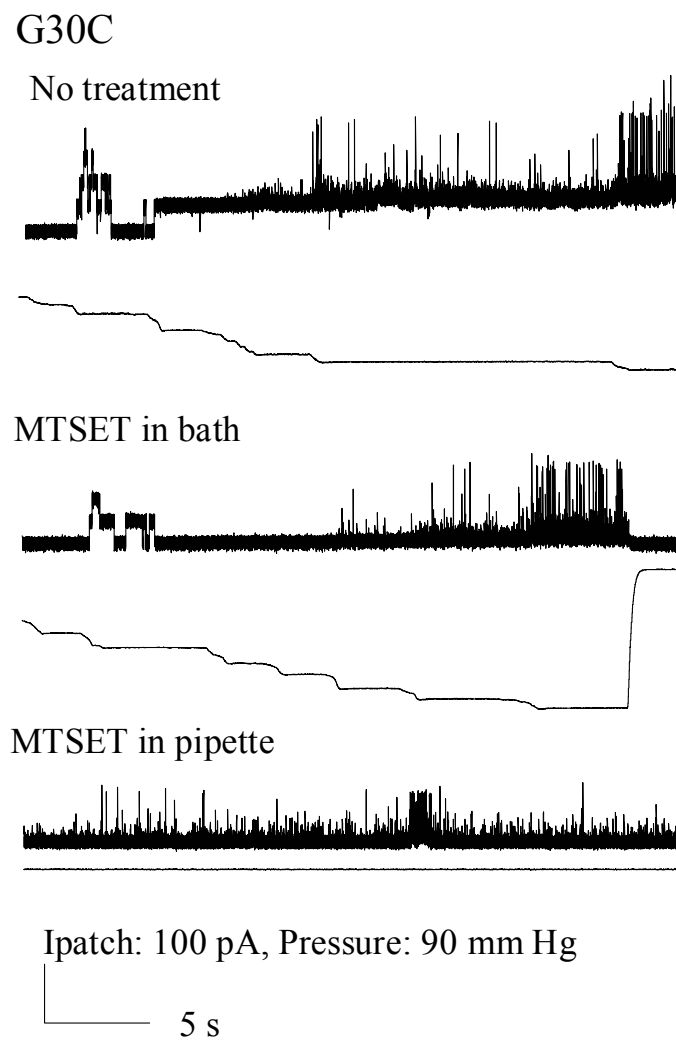 G30C
No treatment
MTSET in bath
MTSET in pipette
Ipatch: 100 pA, Pressure: 90 mm Hg
5 s